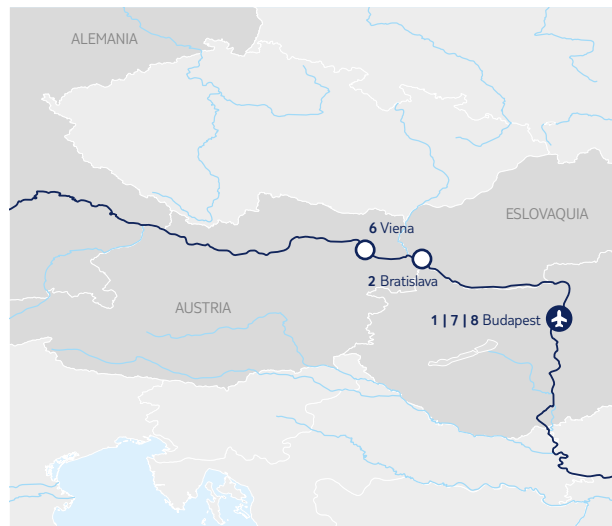 ALEMANIA
ESLOVAQUIA
6 Viena
2 Bratislava
AUSTRIA
1 | 7 | 8 Budapest